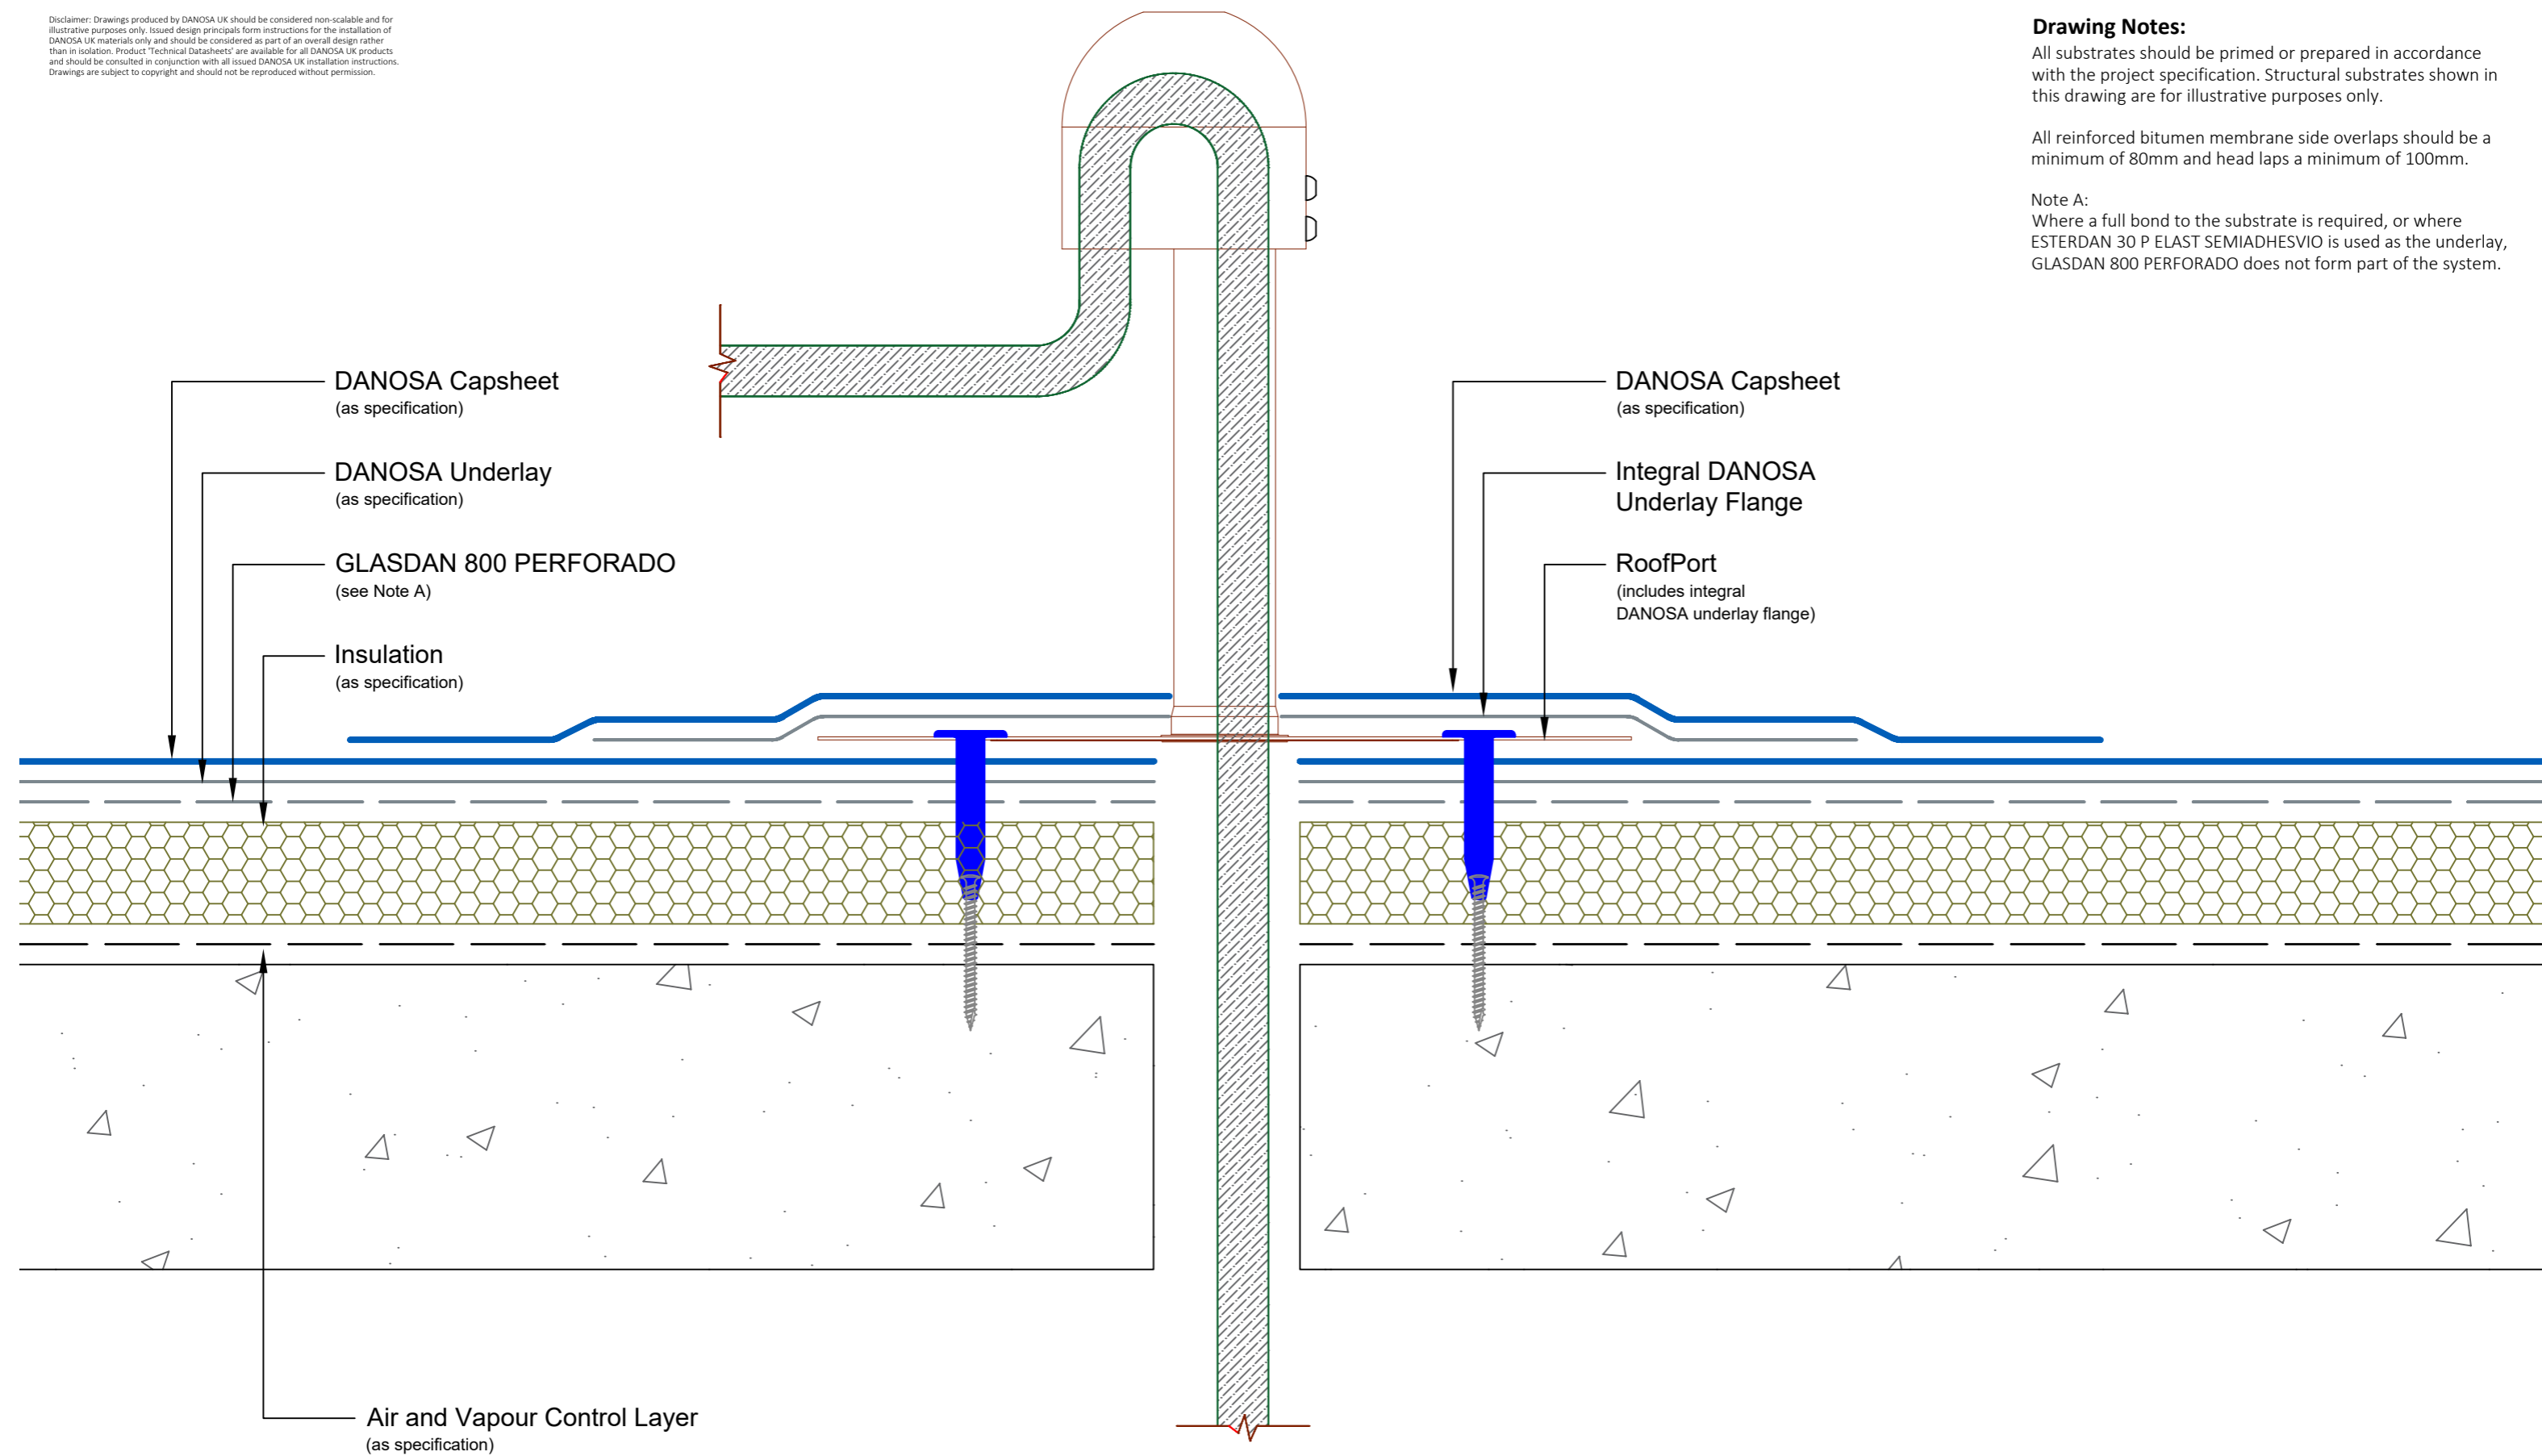 Disclaimer: Drawings produced by DANOSA UK should be considered non-scalable and for
illustrative purposes only. Issued design principals form instructions for the installation of
DANOSA UK materials only and should be considered as part of an overall design rather
than in isolation. Product 'Technical Datasheets' are available for all DANOSA UK products
and should be consulted in conjunction with all issued DANOSA UK installation instructions.
Drawings are subject to copyright and should not be reproduced without permission.
Drawing Notes:
All substrates should be primed or prepared in accordance
with the project specification. Structural substrates shown in
this drawing are for illustrative purposes only.
All reinforced bitumen membrane side overlaps should be a
minimum of 80mm and head laps a minimum of 100mm.
Note A:
Where a full bond to the substrate is required, or where
ESTERDAN 30 P ELAST SEMIADHESVIO is used as the underlay,
GLASDAN 800 PERFORADO does not form part of the system.
DANOSA Capsheet
(as specification)
DANOSA Underlay
(as specification)
GLASDAN 800 PERFORADO
(see Note A)
Insulation
(as specification)
DANOSA Capsheet
(as specification)
Integral DANOSA
Underlay Flange
RoofPort
(includes integral
DANOSA underlay flange)
Air and Vapour Control Layer
(as specification)